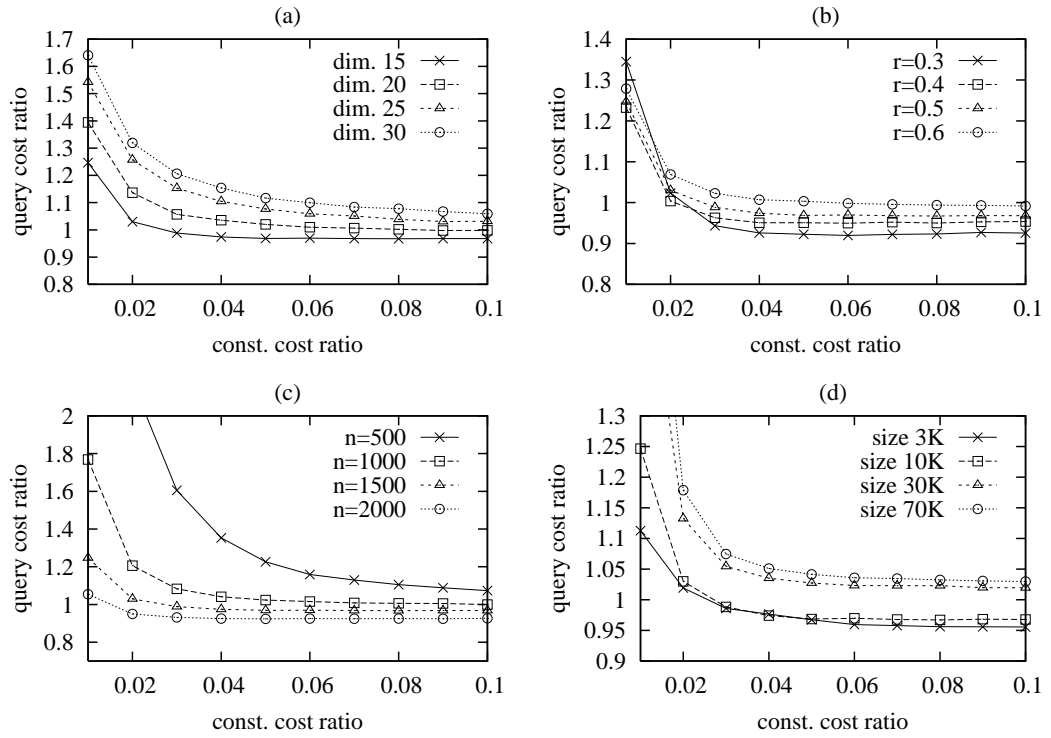 (a)
1.7
1.6
1.5
1.4
1.3
1.2
1.1
1
0.9
0.8
query cost ratio
dim. 15
dim. 20
dim. 25
dim. 30
0.02 0.04 0.06 0.08 0.1
const. cost ratio
(b)
1.4
1.3
1.2
1.1
1
0.9
0.8
query cost ratio
r=0.3
r=0.4
r=0.5
r=0.6
0.02 0.04 0.06 0.08 0.1
const. cost ratio
(c)
2
1.8
1.6
1.4
1.2
1
0.8
query cost ratio
n=500
n=1000
n=1500
n=2000
0.02 0.04 0.06 0.08 0.1
const. cost ratio
(d)
1.3
1.25
1.2
1.15
1.1
1.05
1
0.95
0.9
query cost ratio
size 3K
size 10K
size 30K
size 70K
0.02 0.04 0.06 0.08 0.1
const. cost ratio